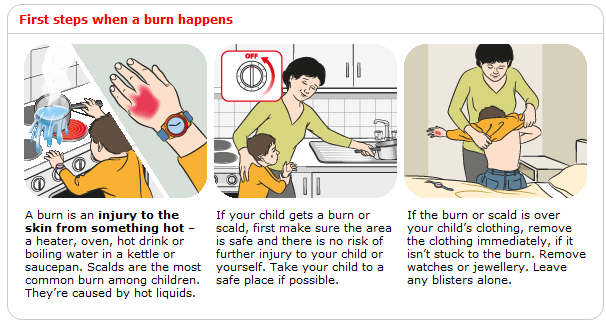 First steps when a burn happens
OFF
A burn is an injury to the
skin from something hot –
a heater, oven, hot drink or
boiling water in a kettle or
saucepan. Scalds are the most
common burn among children.
They’re caused by hot liquids.
If your child gets a burn or
scald, first make sure the area
is safe and there is no risk of
further injury to your child or
yourself. Take your child to a
safe place if possible.
If the burn or scald is over
your child’s clothing, remove
the clothing immediately, if it
isn’t stuck to the burn. Remove
watches or jewellery. Leave
any blisters alone.